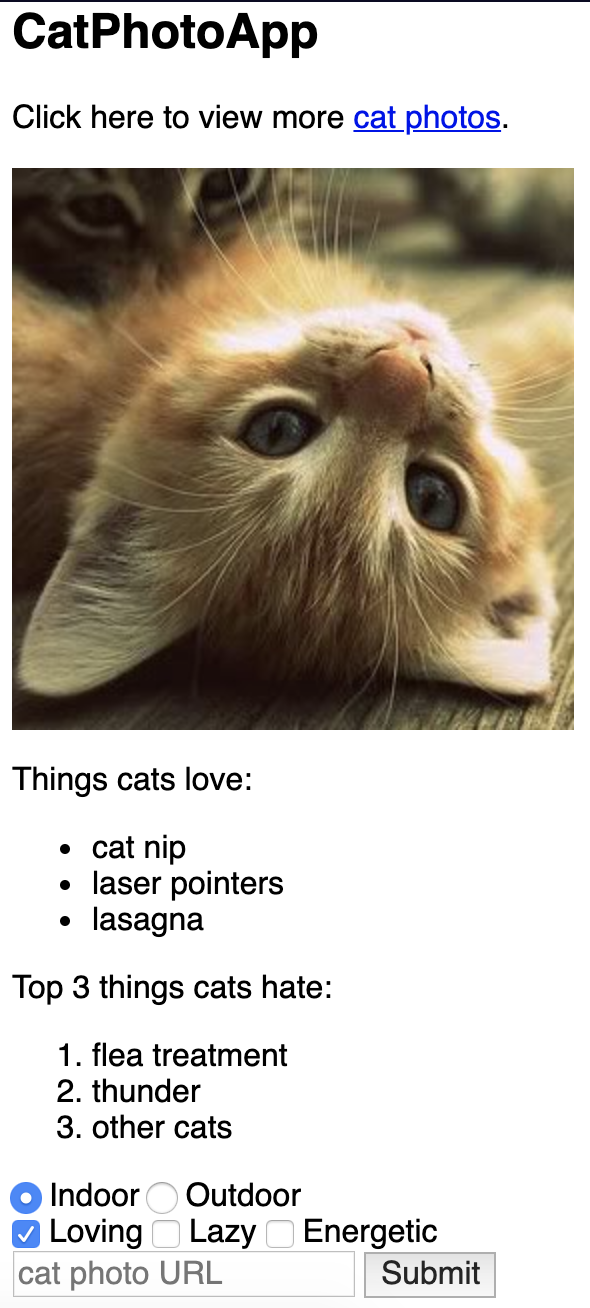 CatPhotoApp
Click here to view more cat photos.
Things cats love:
cat nip
laser pointers
lasagna
Top 3 things cats hate:
1. flea treatment
2. thunder
3. other cats
Indoor Outdoor
Loving Lazy Energetic
cat photo URL Submit